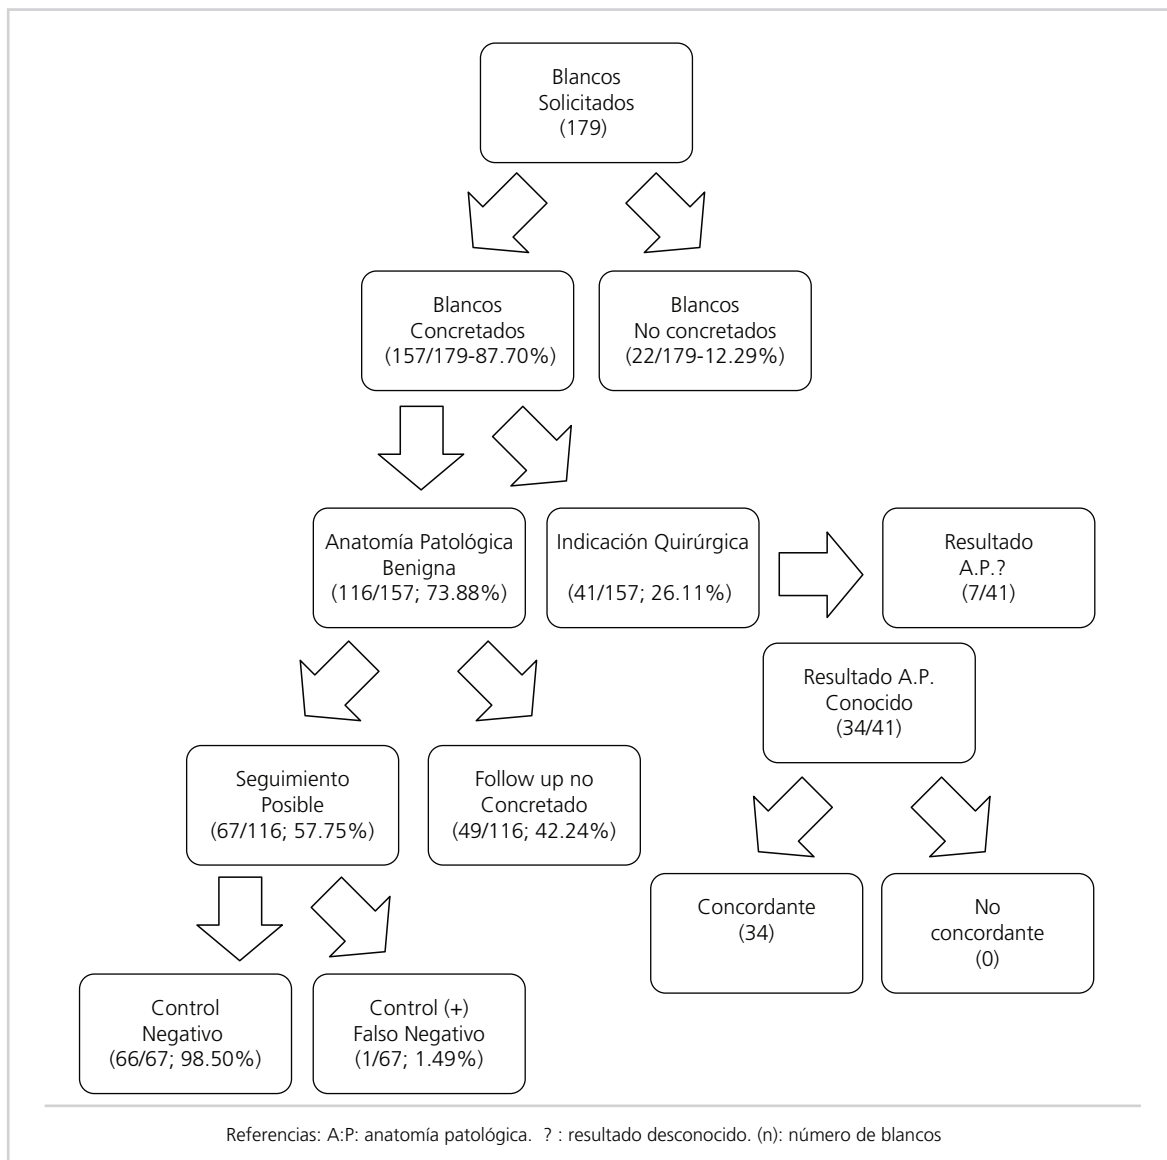 Blancos
Solicitados
(179)
Blancos
Concretados
(157/179-87.70%)
Blancos
No concretados
(22/179-12.29%)
Anatomía Patológica
Benigna
(116/157; 73.88%)
Indicación Quirúrgica
(41/157; 26.11%)
Resultado
A.P.?
(7/41)
Resultado A.P.
Conocido
(34/41)
Seguimiento
Posible
(67/116; 57.75%)
Follow up no
Concretado
(49/116; 42.24%)
Concordante
(34)
No
concordante
(0)
Control
Negativo
(66/67; 98.50%)
Control (+)
Falso Negativo
(1/67; 1.49%)
Referencias: A:P: anatomía patológica. ? : resultado desconocido. (n): número de blancos